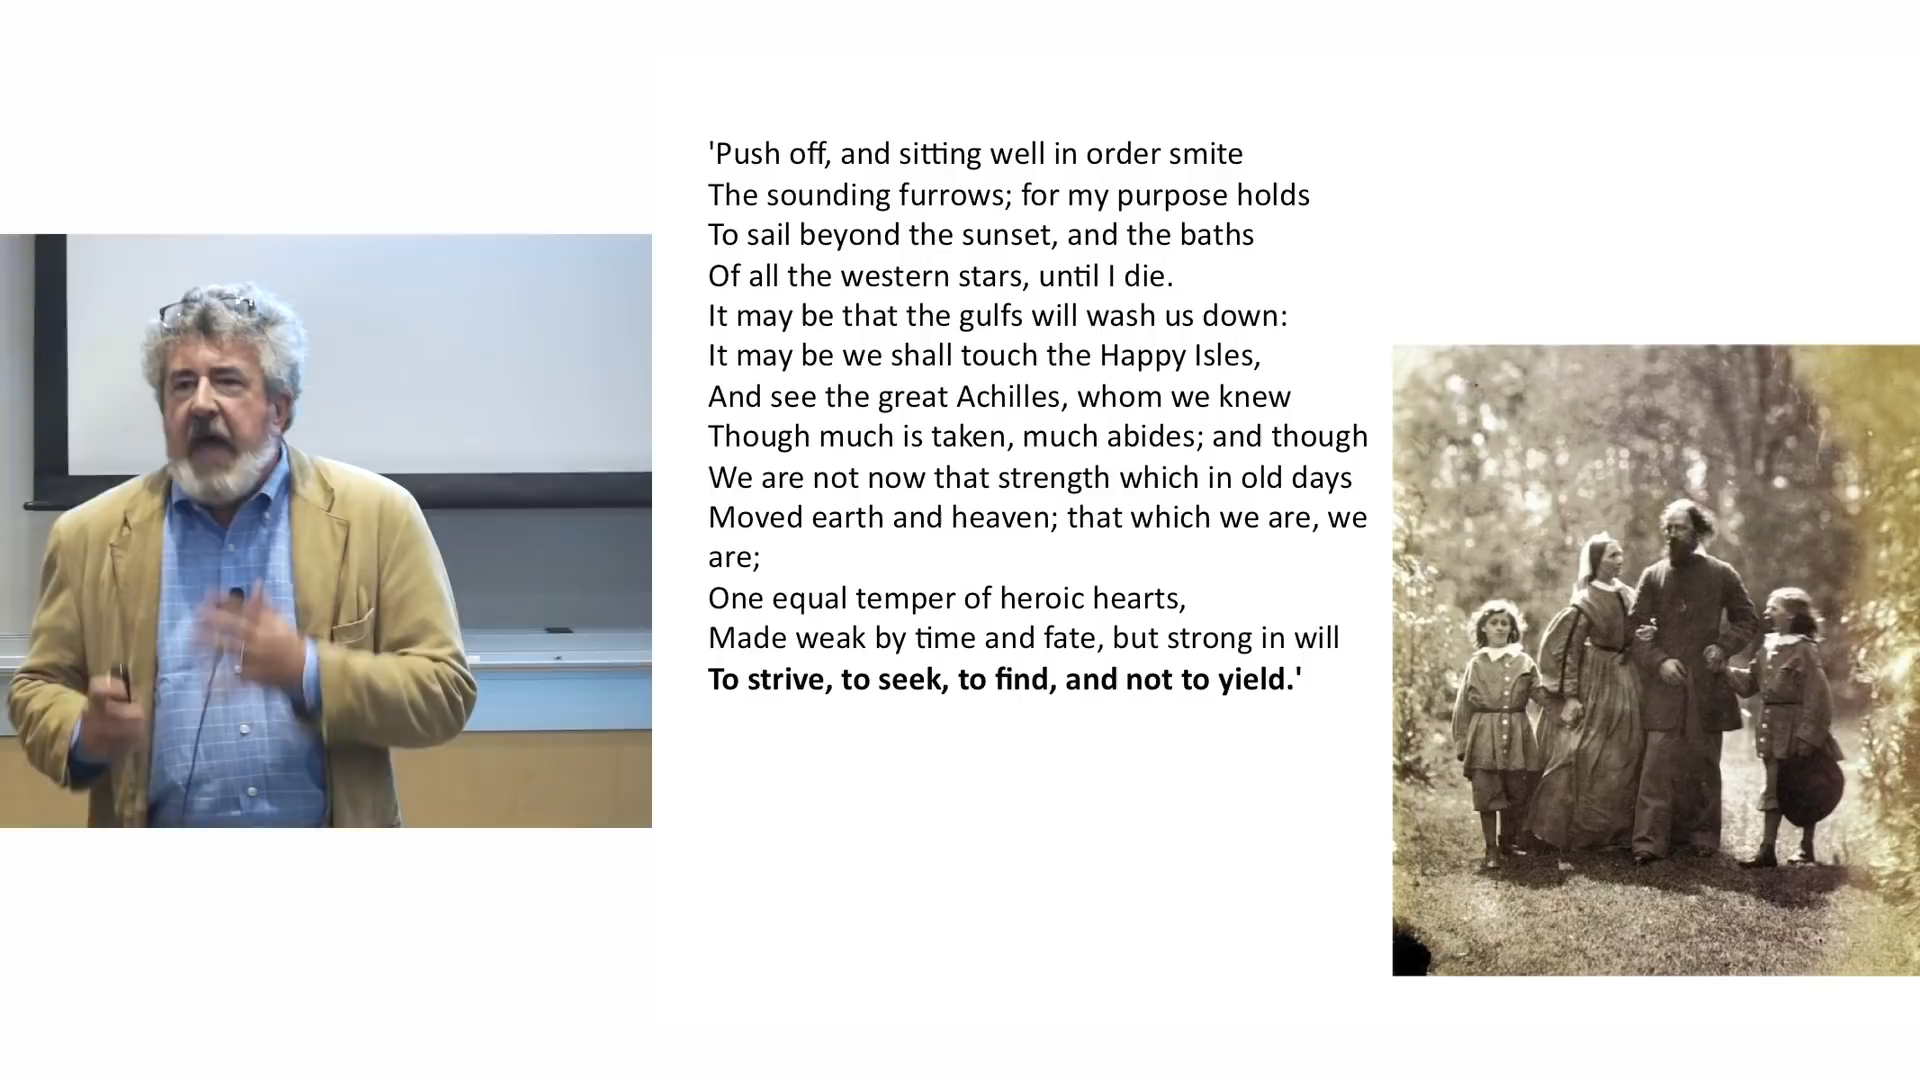 'Push off, and sitting well in order smite
The sounding furrows; for my purpose holds
To sail beyond the sunset, and the baths
Of all the western stars, until I die.
It may be that the gulfs will wash us down:
It may be we shall touch the Happy Isles,
And see the great Achilles, whom we knew
Though much is taken, much abides; and though
We are not now that strength which in old days
Moved earth and heaven; that which we are, we
are;
One equal temper of heroic hearts,
Made weak by time and fate, but strong in will
To strive, to seek, to find, and not to yield.'